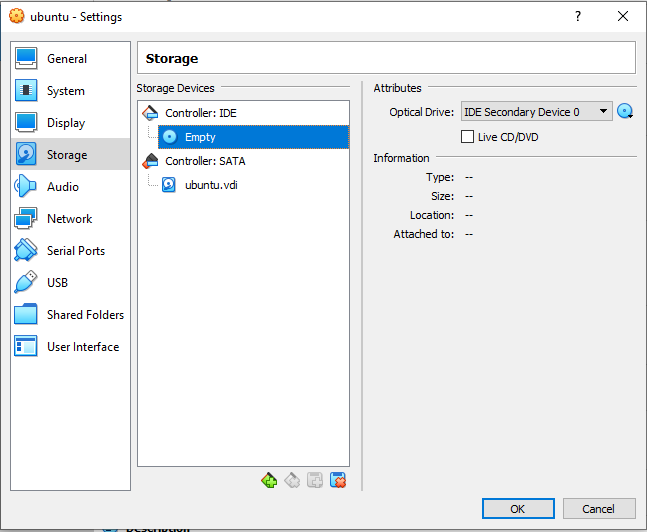 ubuntu - Settings
?
General
System
Display
Storage
Audio
Network
Serial Ports
USB
Shared Folders
User Interface
Storage
Storage Devices
Controller: IDE
Empty
Controller: SATA
ubuntu.vdi
Attributes
Optical Drive: IDE Secondary Device 0
Live CD/DVD
Information
Type: --
Size: --
Location: --
Attached to: --
OK
Cancel
Description